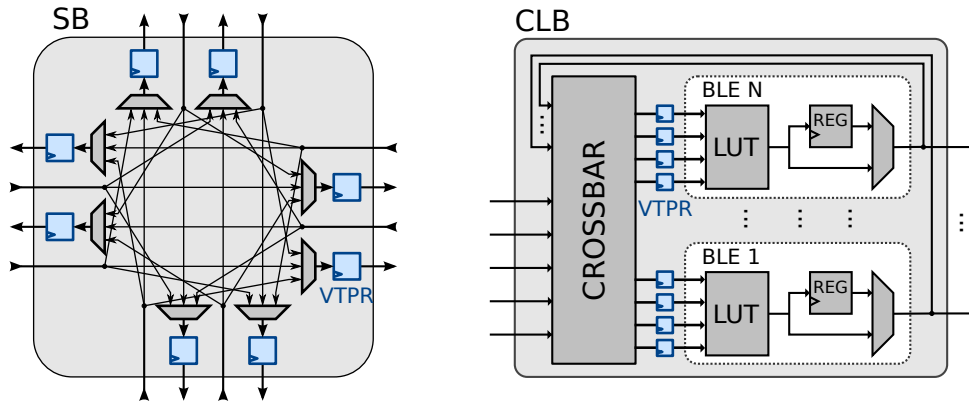 SB
VTPR
CLB
CROSSBAR
...
VTPR
BLE N
LUT
REG
... ... ... ...
BLE 1
LUT
REG